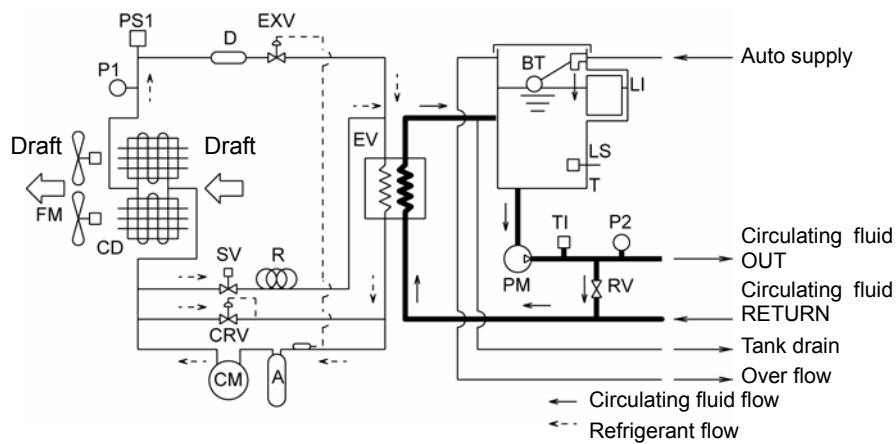 PS1
EXV
D
P1
BT
Auto supply
LI
EV
Draft
Draft
LS
T
FM
CD
TI
P2
SV
R
PM
RV
Circulating fluid
OUT
Circulating fluid
RETURN
CRV
CM
A
Tank drain
Over flow
Circulating fluid flow
Refrigerant flow